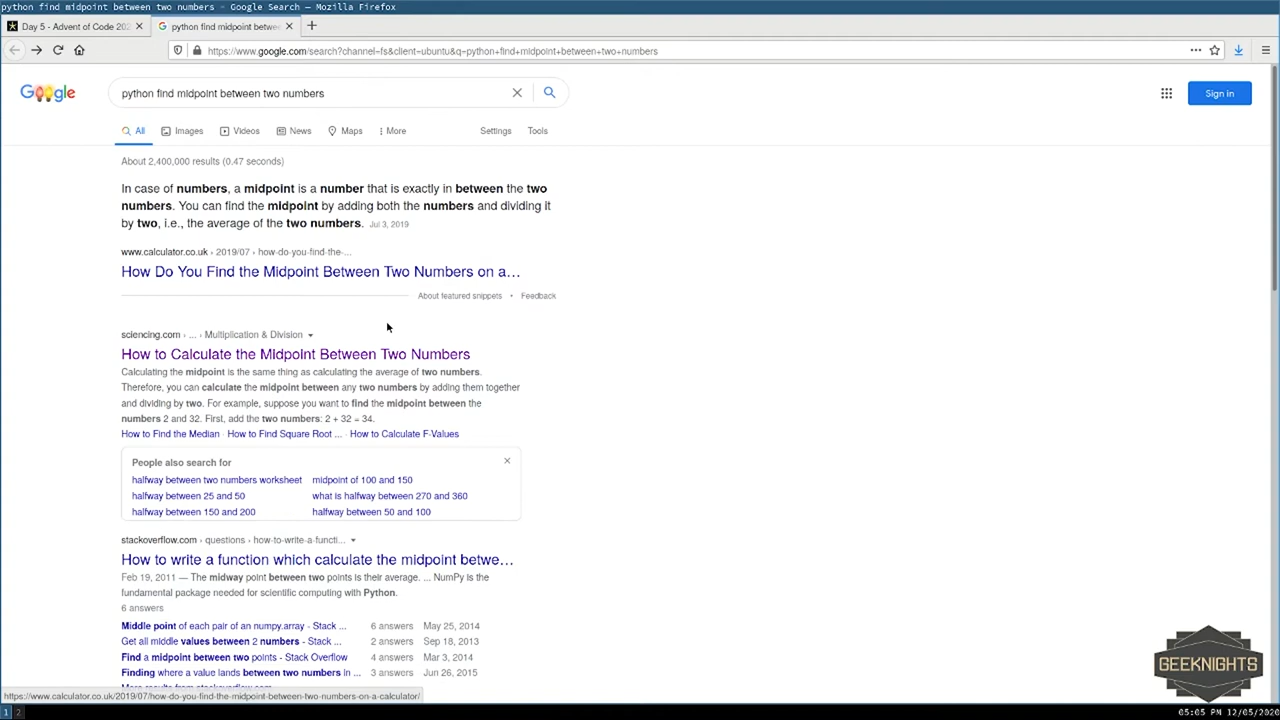 python find midpoint between two numbers - Google Search - Mozilla Firefox
Day 5 - Advent of Code 202
python find midpoint betwee
https://www.google.com/search?channel=fs&client=ubuntu&q=python+find+midpoint+between+two+numbers
Google
python find midpoint between two numbers
Sign in
All Images Videos News Maps More Settings Tools
About 2,400,000 results (0.47 seconds)
In case of numbers, a midpoint is a number that is exactly in between the two
numbers. You can find the midpoint by adding both the numbers and dividing it
by two, i.e., the average of the two numbers. Jul 3, 2019
www.calculator.co.uk › 2019/07 › how-do-you-find-the-...
How Do You Find the Midpoint Between Two Numbers on a...
About featured snippets • Feedback
sciencing.com › ... › Multiplication & Division
How to Calculate the Midpoint Between Two Numbers
Calculating the midpoint is the same thing as calculating the average of two numbers.
Therefore, you can calculate the midpoint between any two numbers by adding them together
and dividing by two. For example, suppose you want to find the midpoint between the
numbers 2 and 32. First, add the two numbers: 2 + 32 = 34.
How to Find the Median · How to Find Square Root ... · How to Calculate F-Values
People also search for
halfway between two numbers worksheet midpoint of 100 and 150
halfway between 25 and 50 what is halfway between 270 and 360
halfway between 150 and 200 halfway between 50 and 100
stackoverflow.com › questions › how-to-write-a-functi...
How to write a function which calculate the midpoint betwe...
Feb 19, 2011 — The midway point between two points is their average. ... NumPy is the
fundamental package needed for scientific computing with Python.
6 answers
Middle point of each pair of an numpy.array - Stack ... 6 answers May 25, 2014
Get all middle values between 2 numbers - Stack ... 2 answers Sep 18, 2013
Find a midpoint between two points - Stack Overflow 4 answers Mar 3, 2014
Finding where a value lands between two numbers in ... 3 answers Jun 26, 2015
More results from stackoverflow.com
https://www.calculator.co.uk/2019/07/how-do-you-find-the-midpoint-between-two-numbers-on-a-calculator/
GEEKNIGHTS
1 2
05:05 PM 12/05/2020